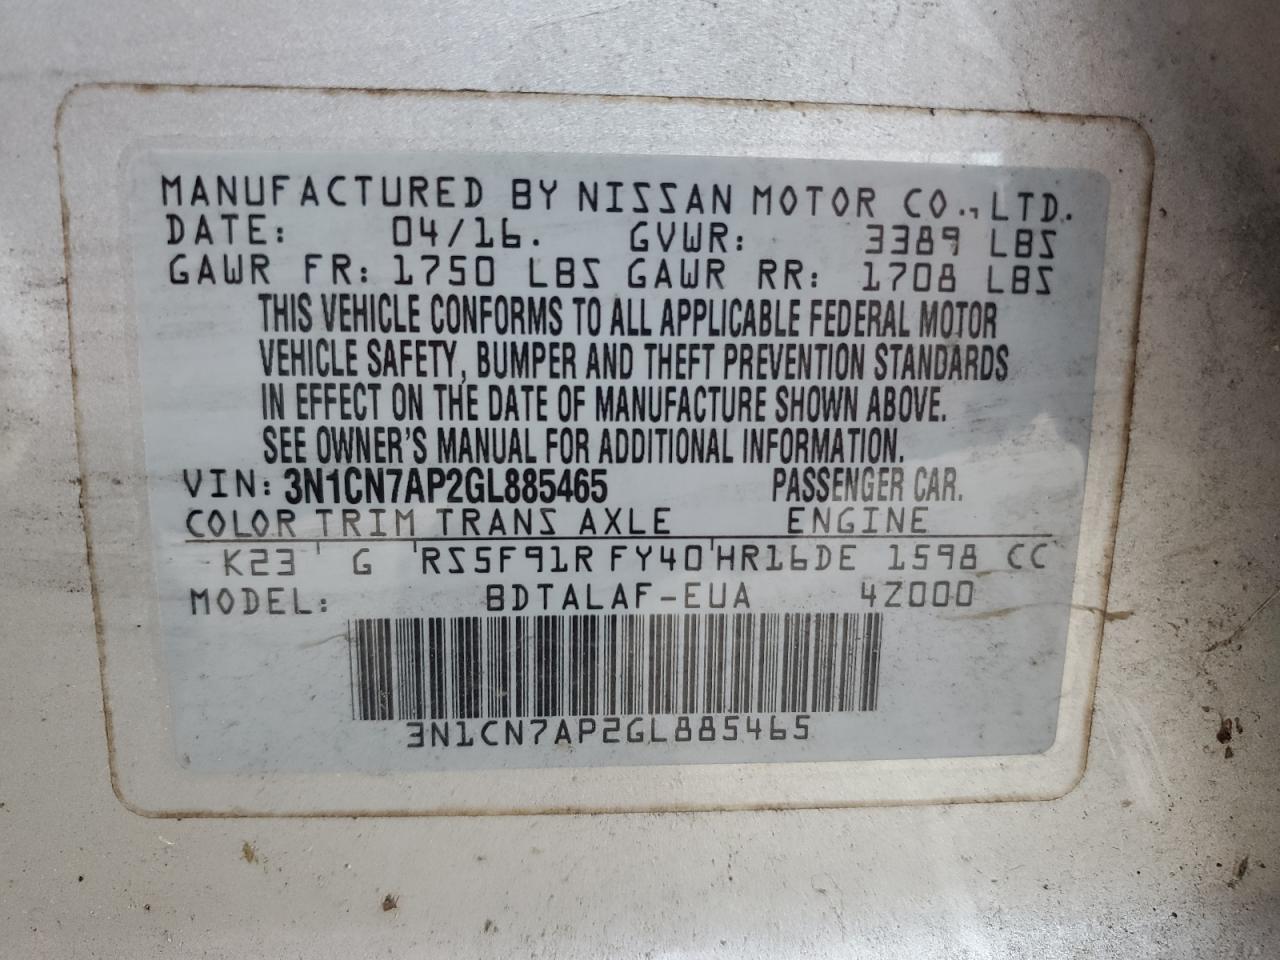 MANUFACTURED BY NISSAN MOTOR CO., LTD.
DATE: 04/16. GVWR: 3389 LBS
GAWR FR: 1750 LBS GAWR RR: 1708 LBS
THIS VEHICLE CONFORMS TO ALL APPLICABLE FEDERAL MOTOR
VEHICLE SAFETY, BUMPER AND THEFT PREVENTION STANDARDS
IN EFFECT ON THE DATE OF MANUFACTURE SHOWN ABOVE.
SEE OWNER'S MANUAL FOR ADDITIONAL INFORMATION.
VIN: 3N1CN7AP2GL885465 PASSENGER CAR.
COLOR TRIM TRANS AXLE ENGINE
K23 G RS5F91R FY40 HR16DE 1598 CC
MODEL: BDTALAF-EUA 4Z000
3N1CN7AP2GL885465